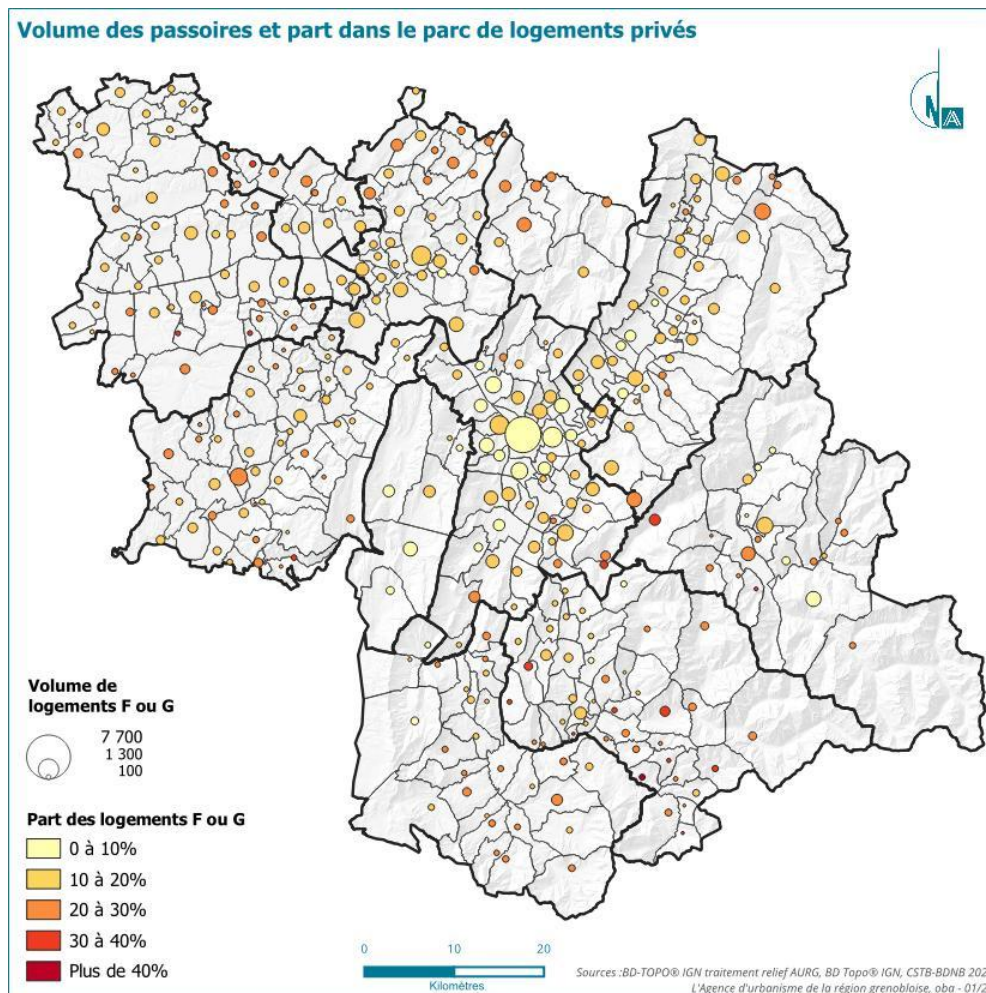 Volume des passoires et part dans le parc de logements privés
N A
Volume de
logements F ou G
7 700
1 300
100
Part des logements F ou G
0 à 10%
10 à 20%
20 à 30%
30 à 40%
Plus de 40%
0 10 20
Kilomètres
Sources :BD-TOPO® IGN traitement relief AURG, BD Topo® IGN, CSTB-BDNB 202
L'Agence d'urbanisme de la région grenobloise, oba - 01/2